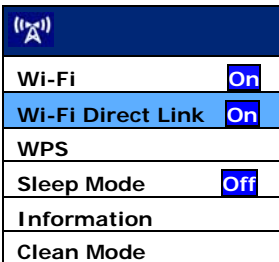 Wi-Fi On
Wi-Fi Direct Link On
WPS
Sleep Mode Off
Information
Clean Mode